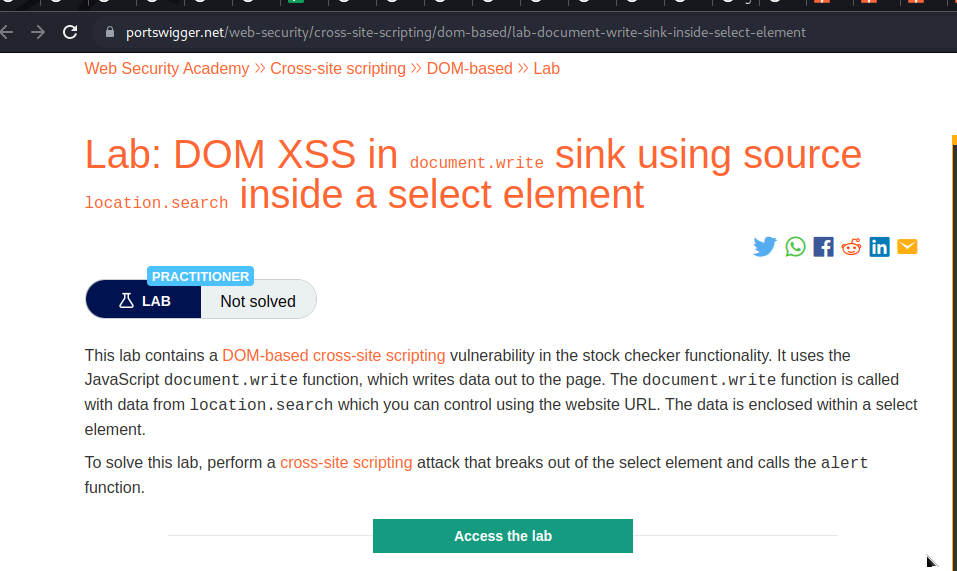 portswigger.net/web-security/cross-site-scripting/dom-based/lab-document-write-sink-inside-select-element
Web Security Academy » Cross-site scripting » DOM-based » Lab
Lab: DOM XSS in document.write sink using source
location.search inside a select element
PRACTITIONER
LAB Not solved
This lab contains a DOM-based cross-site scripting vulnerability in the stock checker functionality. It uses the
JavaScript document.write function, which writes data out to the page. The document.write function is called
with data from location.search which you can control using the website URL. The data is enclosed within a select
element.
To solve this lab, perform a cross-site scripting attack that breaks out of the select element and calls the alert
function.
Access the lab